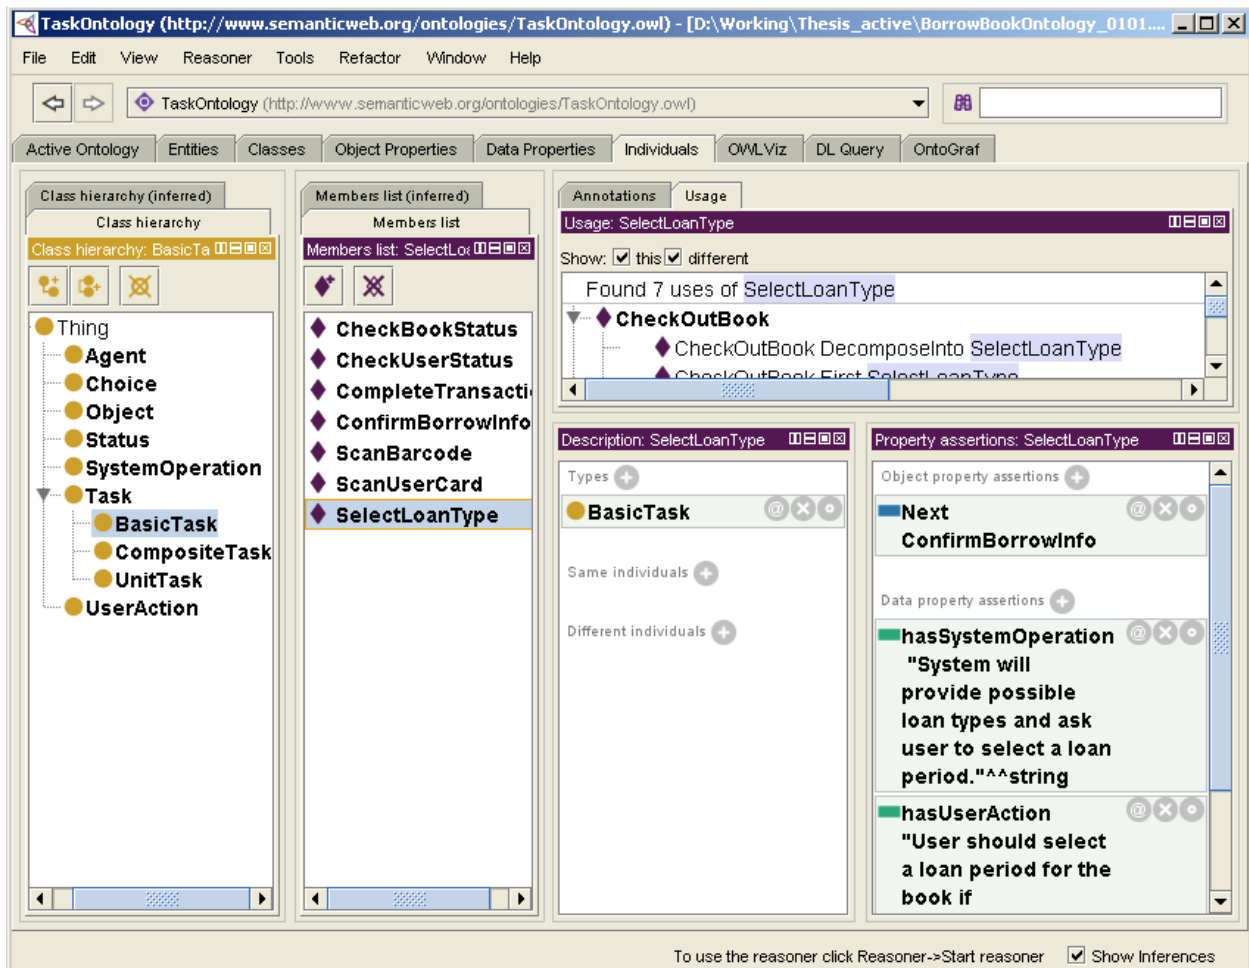 TaskOntology (http://www.semanticweb.org/ontologies/TaskOntology.owl) - [D:\Working\Thesis_active\BorrowBookOntology_0101....
File Edit View Reasoner Tools Refactor Window Help
TaskOntology (http://www.semanticweb.org/ontologies/TaskOntology.owl)
Active Ontology Entities Classes Object Properties Data Properties Individuals OWLViz DL Query OntoGraf
Class hierarchy (inferred)
Class hierarchy
Class hierarchy: BasicTa
Thing
Agent
Choice
Object
Status
SystemOperation
Task
BasicTask
CompositeTask
UnitTask
UserAction
Members list (inferred)
Members list
Members list: SelectLoa
CheckBookStatus
CheckUserStatus
CompleteTransacti
ConfirmBorrowInfo
ScanBarcode
ScanUserCard
SelectLoanType
Annotations Usage
Usage: SelectLoanType
Show: this different
Found 7 uses of SelectLoanType
CheckOutBook
CheckOutBook DecomposeInto SelectLoanType
CheckOutBook First SelectLoanType
Description: SelectLoanType
Types
BasicTask
Same individuals
Different individuals
Property assertions: SelectLoanType
Object property assertions
Next
ConfirmBorrowInfo
Data property assertions
hasSystemOperation
"System will
provide possible
loan types and ask
user to select a loan
period."^^string
hasUserAction
"User should select
a loan period for the
book if
To use the reasoner click Reasoner->Start reasoner Show Inferences